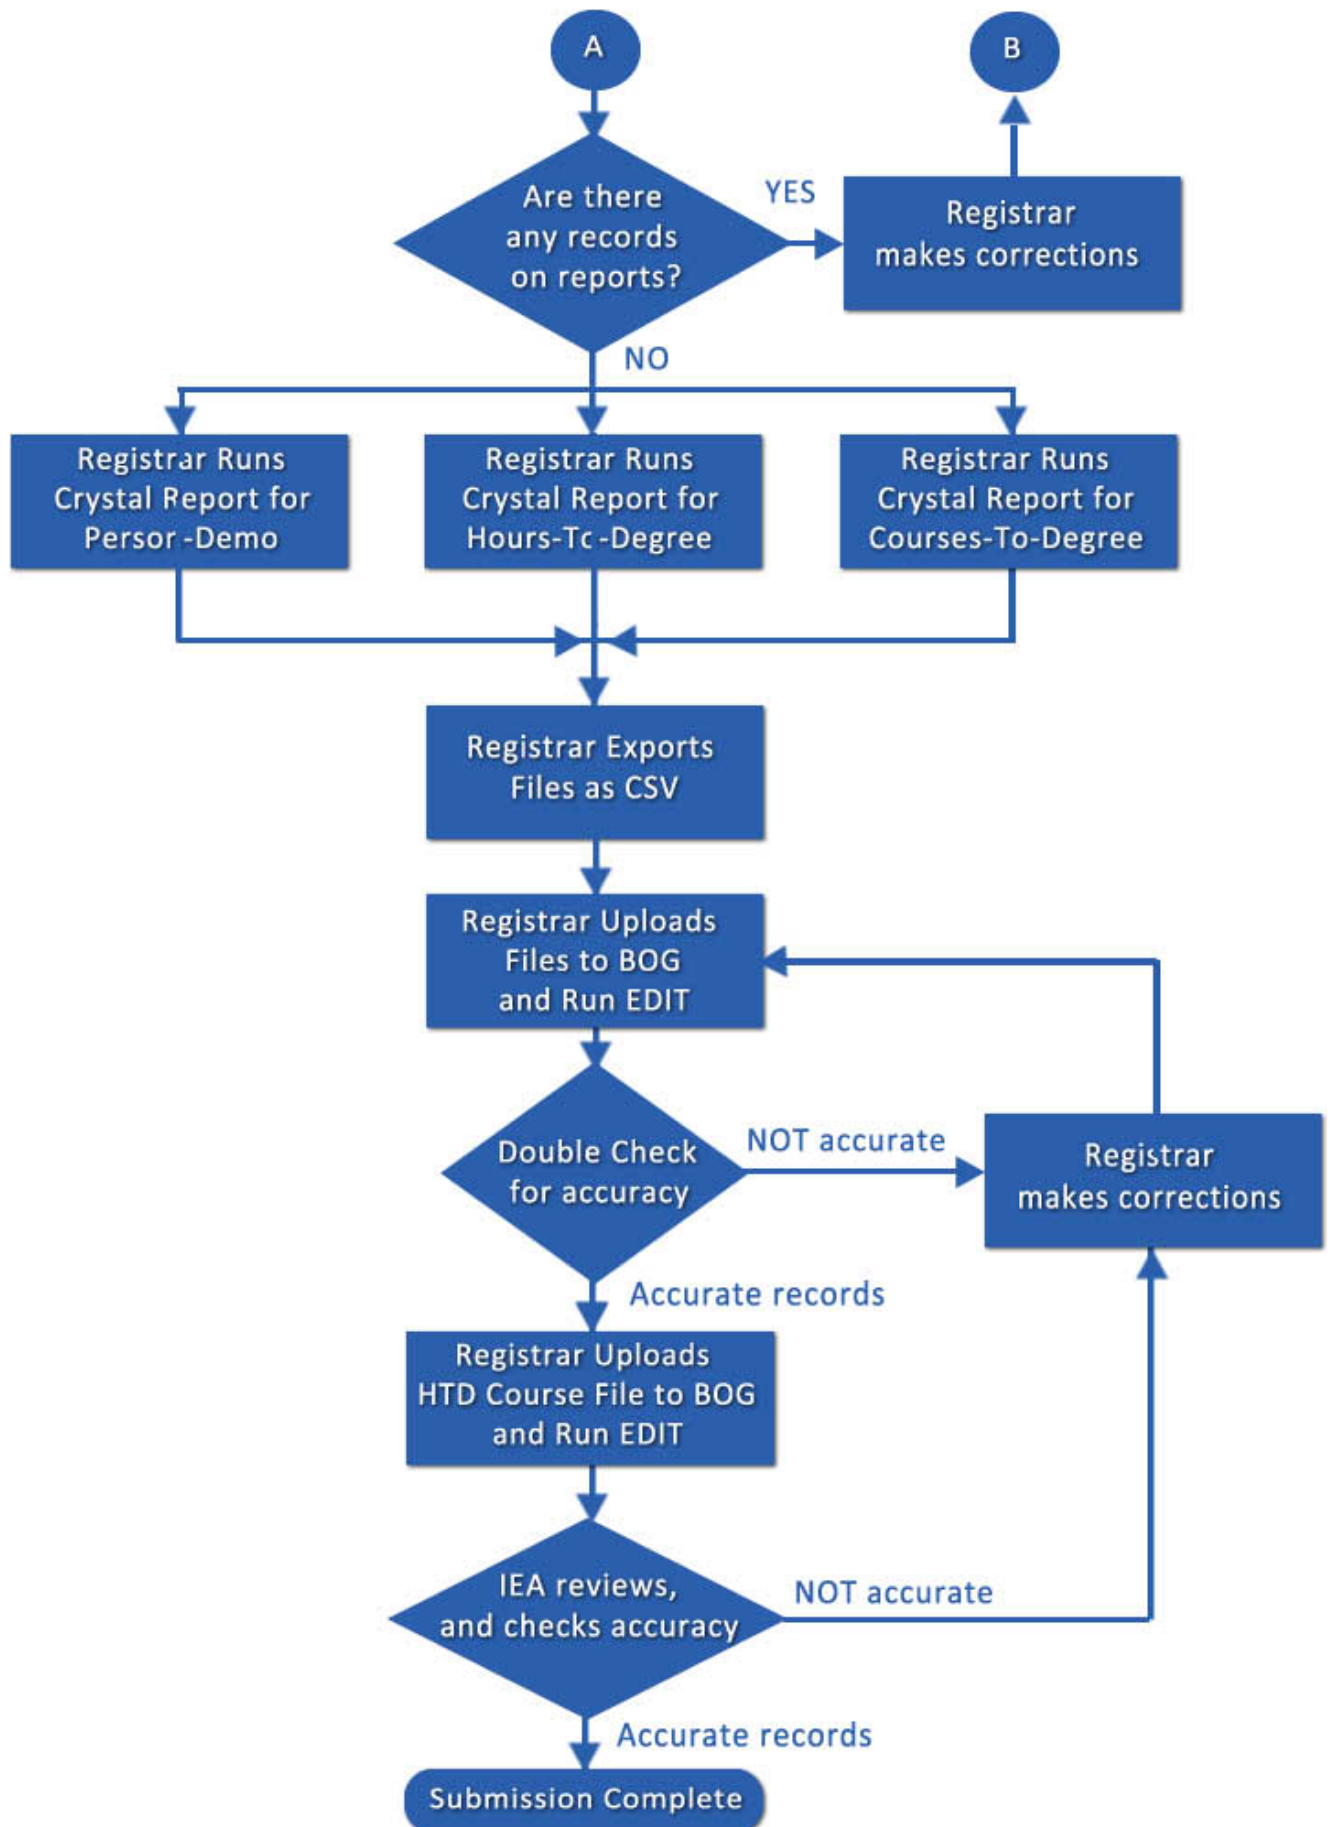 A
B
Are there
any records
on reports?
YES
Registrar
makes corrections
NO
Registrar Runs
Crystal Report for
Person-Demo
Registrar Runs
Crystal Report for
Hours-To-Degree
Registrar Runs
Crystal Report for
Courses-To-Degree
Registrar Exports
Files as CSV
Registrar Uploads
Files to BOG
and Run EDIT
Double Check
for accuracy
NOT accurate
Registrar
makes corrections
Accurate records
Registrar Uploads
HTD Course File to BOG
and Run EDIT
IEA reviews,
and checks accuracy
NOT accurate
Accurate records
Submission Complete